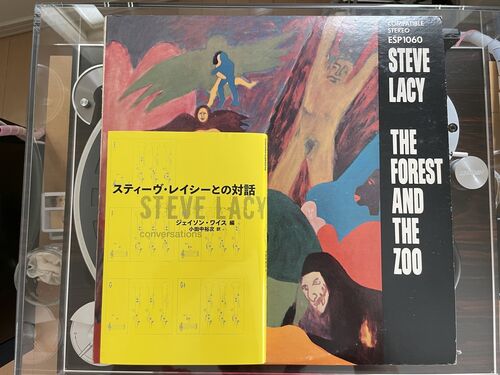 COMPATIBLE
STEREO
ESP1060
STEVE
LACY
THE
FOREST
AND
THE
ZOO
スティーヴ・レイシーとの対話
STEVE LACY
ジェイソン・ワイス 編
小田中裕次 訳
conversations